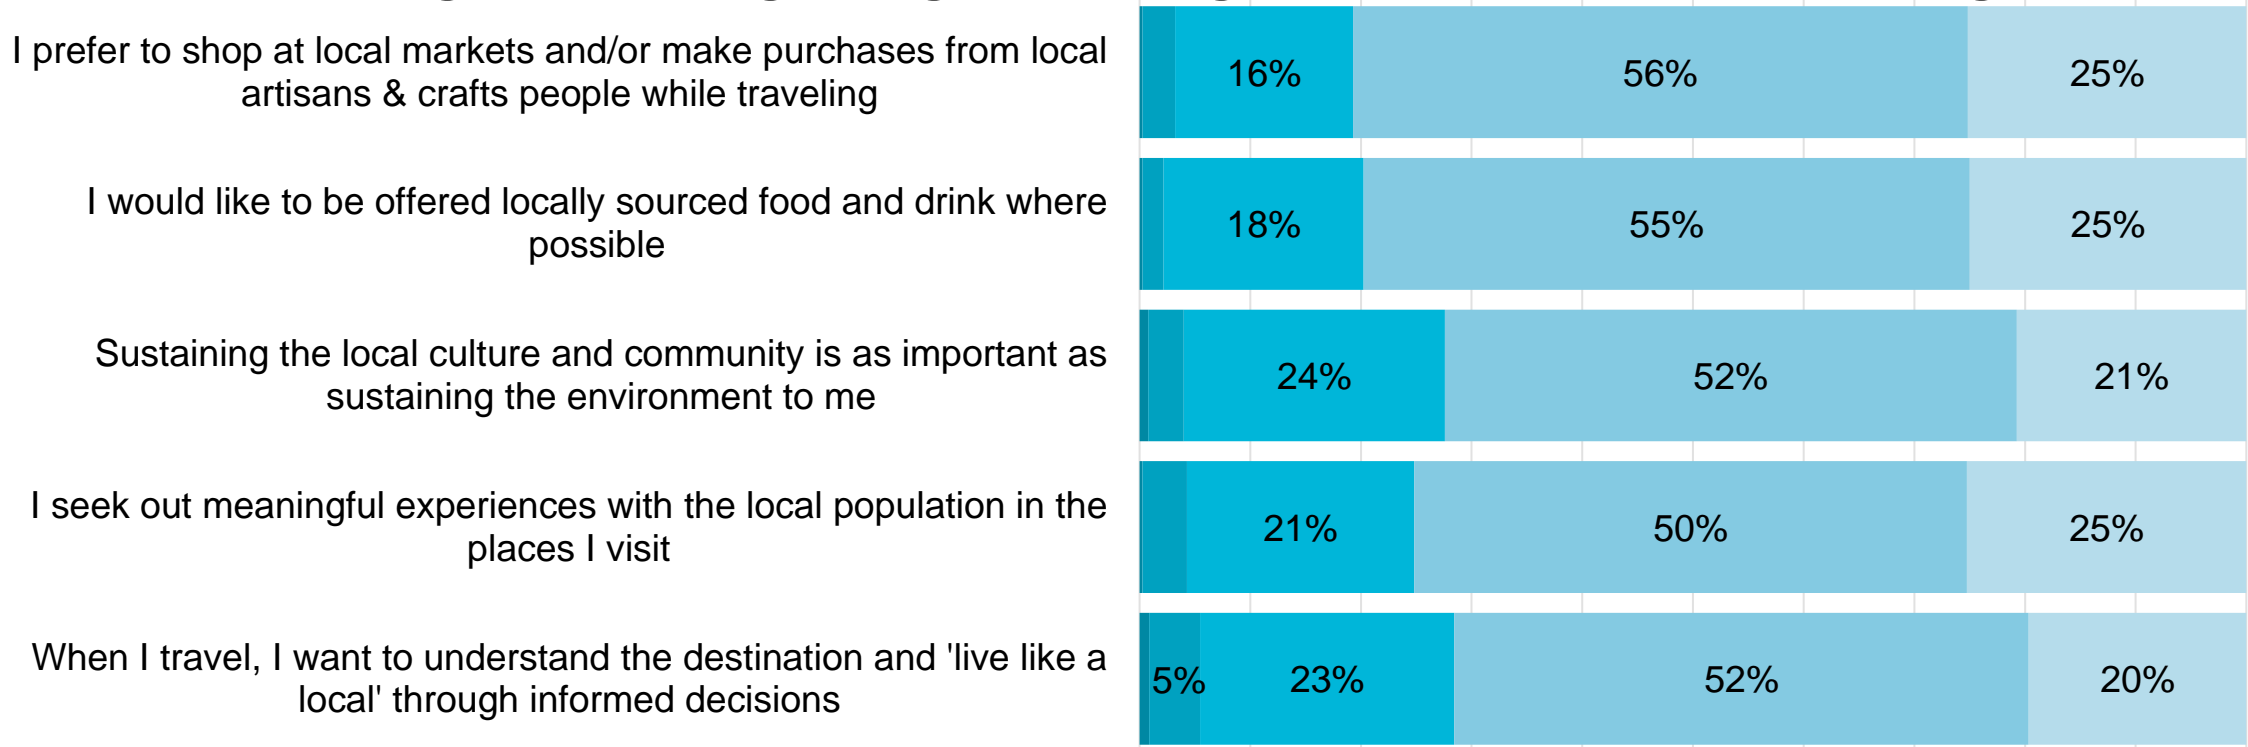 I prefer to shop at local markets and/or make purchases from local
artisans & crafts people while traveling
16%
56%
25%
I would like to be offered locally sourced food and drink where
possible
18%
55%
25%
Sustaining the local culture and community is as important as
sustaining the environment to me
24%
52%
21%
I seek out meaningful experiences with the local population in the
places I visit
21%
50%
25%
When I travel, I want to understand the destination and 'live like a
local' through informed decisions
5%
23%
52%
20%